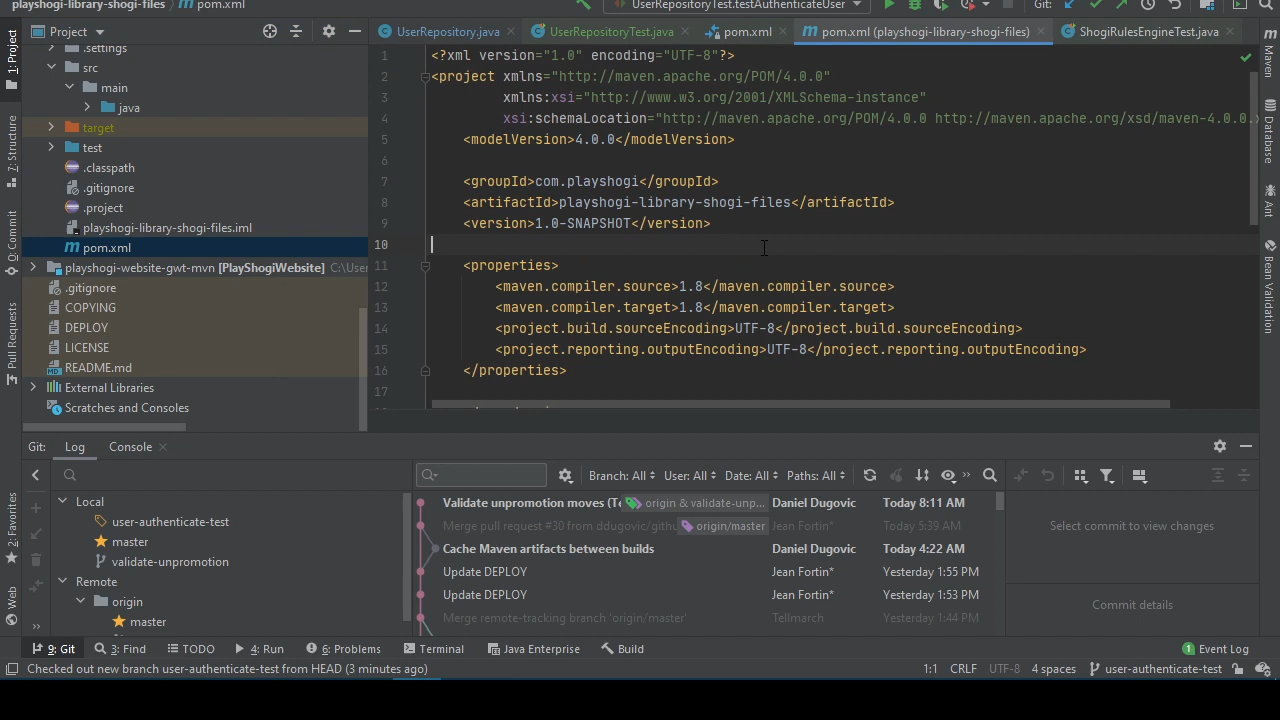 playshogi-library-shogi-files / pom.xml
UserRepositoryTest.testAuthenticateUser
Git:
Project
UserRepository.java
UserRepositoryTest.java
pom.xml
pom.xml (playshogi-library-shogi-files)
ShogiRulesEngineTest.java
1: Project
7: Structure
0: Commit
Pull Requests
2: Favorites
Web
Maven
Database
Ant
Bean Validation
.settings
src
main
java
target
test
.classpath
.gitignore
.project
playshogi-library-shogi-files.iml
pom.xml
playshogi-website-gwt-mvn [PlayShogiWebsite] C:\User
.gitignore
COPYING
DEPLOY
LICENSE
README.md
External Libraries
Scratches and Consoles
1 <?xml version="1.0" encoding="UTF-8"?>
2 <project xmlns="http://maven.apache.org/POM/4.0.0"
3 xmlns:xsi="http://www.w3.org/2001/XMLSchema-instance"
4 xsi:schemaLocation="http://maven.apache.org/POM/4.0.0 http://maven.apache.org/xsd/maven-4.0.0.x
5 <modelVersion>4.0.0</modelVersion>
6
7 <groupId>com.playshogi</groupId>
8 <artifactId>playshogi-library-shogi-files</artifactId>
9 <version>1.0-SNAPSHOT</version>
10
11 <properties>
12 <maven.compiler.source>1.8</maven.compiler.source>
13 <maven.compiler.target>1.8</maven.compiler.target>
14 <project.build.sourceEncoding>UTF-8</project.build.sourceEncoding>
15 <project.reporting.outputEncoding>UTF-8</project.reporting.outputEncoding>
16 </properties>
17
Git: Log Console
Local
user-authenticate-test
master
validate-unpromotion
Remote
origin
master
Branch: All User: All Date: All Paths: All
Validate unpromotion moves (Te origin & validate-unp... Daniel Dugovic Today 8:11 AM
Merge pull request #30 from ddugovic/githu origin/master Jean Fortin* Today 5:39 AM
Cache Maven artifacts between builds Daniel Dugovic Today 4:22 AM
Update DEPLOY Jean Fortin* Yesterday 1:55 PM
Update DEPLOY Jean Fortin* Yesterday 1:53 PM
Merge remote-tracking branch 'origin/master' Tellmarch Yesterday 1:44 PM
Select commit to view changes
Commit details
9: Git 3: Find TODO 4: Run 6: Problems Terminal Java Enterprise Build 1 Event Log
Checked out new branch user-authenticate-test from HEAD (3 minutes ago) 1:1 CRLF UTF-8 4 spaces user-authenticate-test